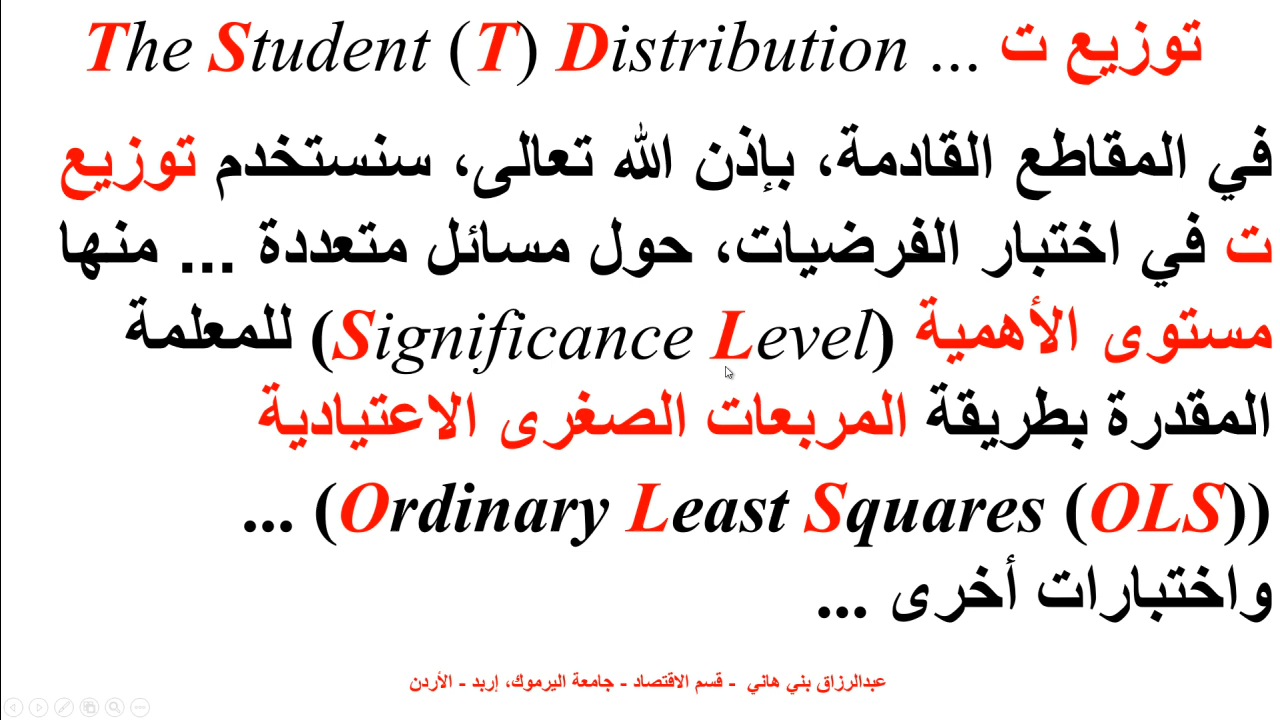 توزيع ت ... The Student (T) Distribution
في المقاطع القادمة، بإذن الله تعالى، سنستخدم توزيع
ت في اختبار الفرضيات، حول مسائل متعددة ... منها
مستوى الأهمية (Significance Level) للمعلمة
المقدرة بطريقة المربعات الصغرى الاعتيادية
(Ordinary Least Squares (OLS)) ...
واختبارات أخرى ...
عبدالرزاق بني هاني - قسم الاقتصاد - جامعة اليرموك، إربد - الأردن